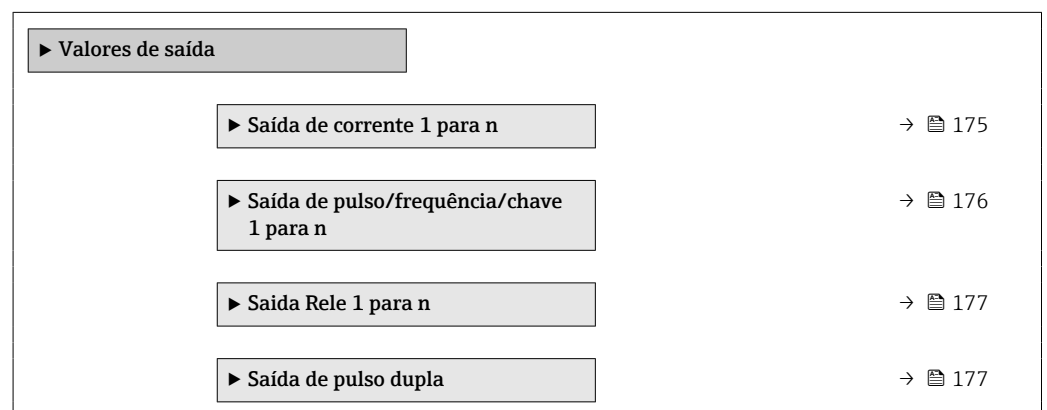 ▶ Valores de saída
▶ Saída de corrente 1 para n → 175
▶ Saída de pulso/frequência/chave → 176
1 para n
▶ Saida Rele 1 para n → 177
▶ Saída de pulso dupla → 177